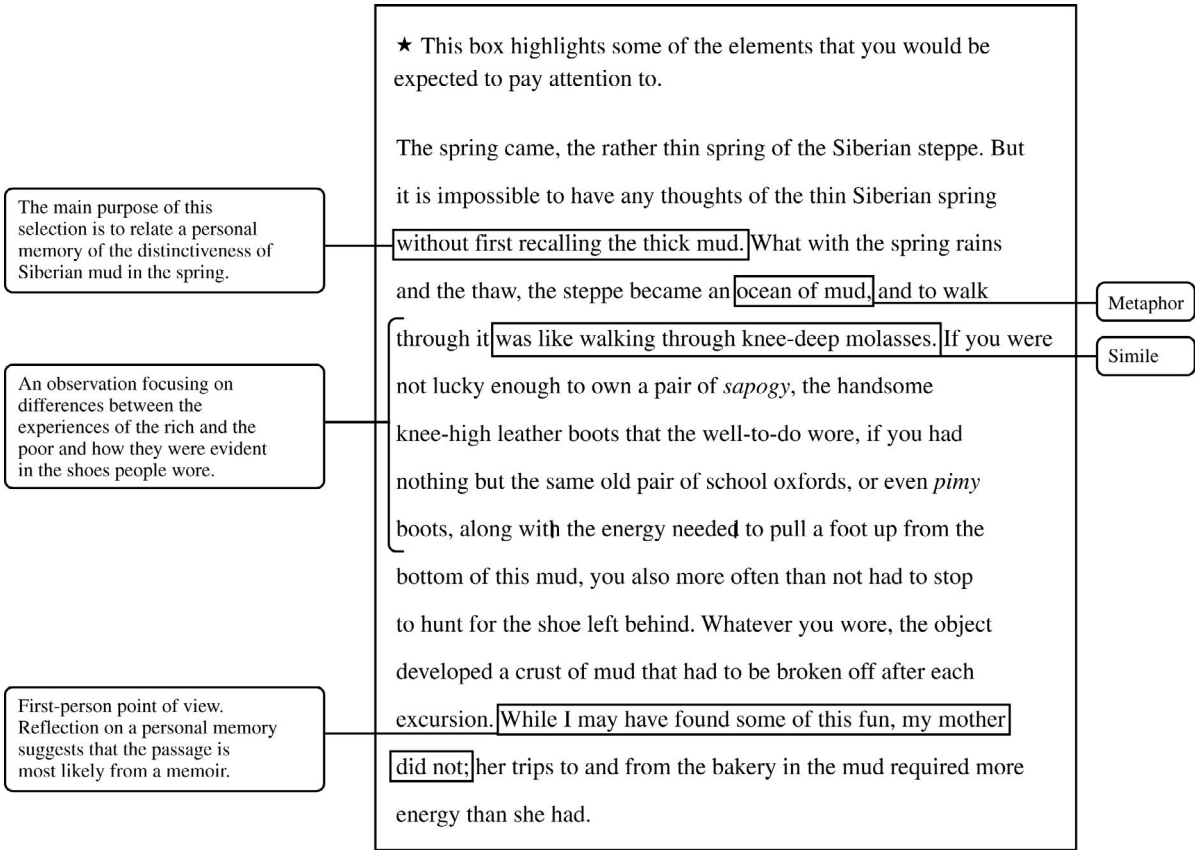 ★ This box highlights some of the elements that you would be
expected to pay attention to.
The spring came, the rather thin spring of the Siberian steppe. But
it is impossible to have any thoughts of the thin Siberian spring
without first recalling the thick mud. What with the spring rains
and the thaw, the steppe became an ocean of mud, and to walk
through it was like walking through knee-deep molasses. If you were
not lucky enough to own a pair of sapogy, the handsome
knee-high leather boots that the well-to-do wore, if you had
nothing but the same old pair of school oxfords, or even pimy
boots, along with the energy needed to pull a foot up from the
bottom of this mud, you also more often than not had to stop
to hunt for the shoe left behind. Whatever you wore, the object
developed a crust of mud that had to be broken off after each
excursion. While I may have found some of this fun, my mother
did not; her trips to and from the bakery in the mud required more
energy than she had.
The main purpose of this
selection is to relate a personal
memory of the distinctiveness of
Siberian mud in the spring.
An observation focusing on
differences between the
experiences of the rich and the
poor and how they were evident
in the shoes people wore.
First-person point of view.
Reflection on a personal memory
suggests that the passage is
most likely from a memoir.
Metaphor
Simile